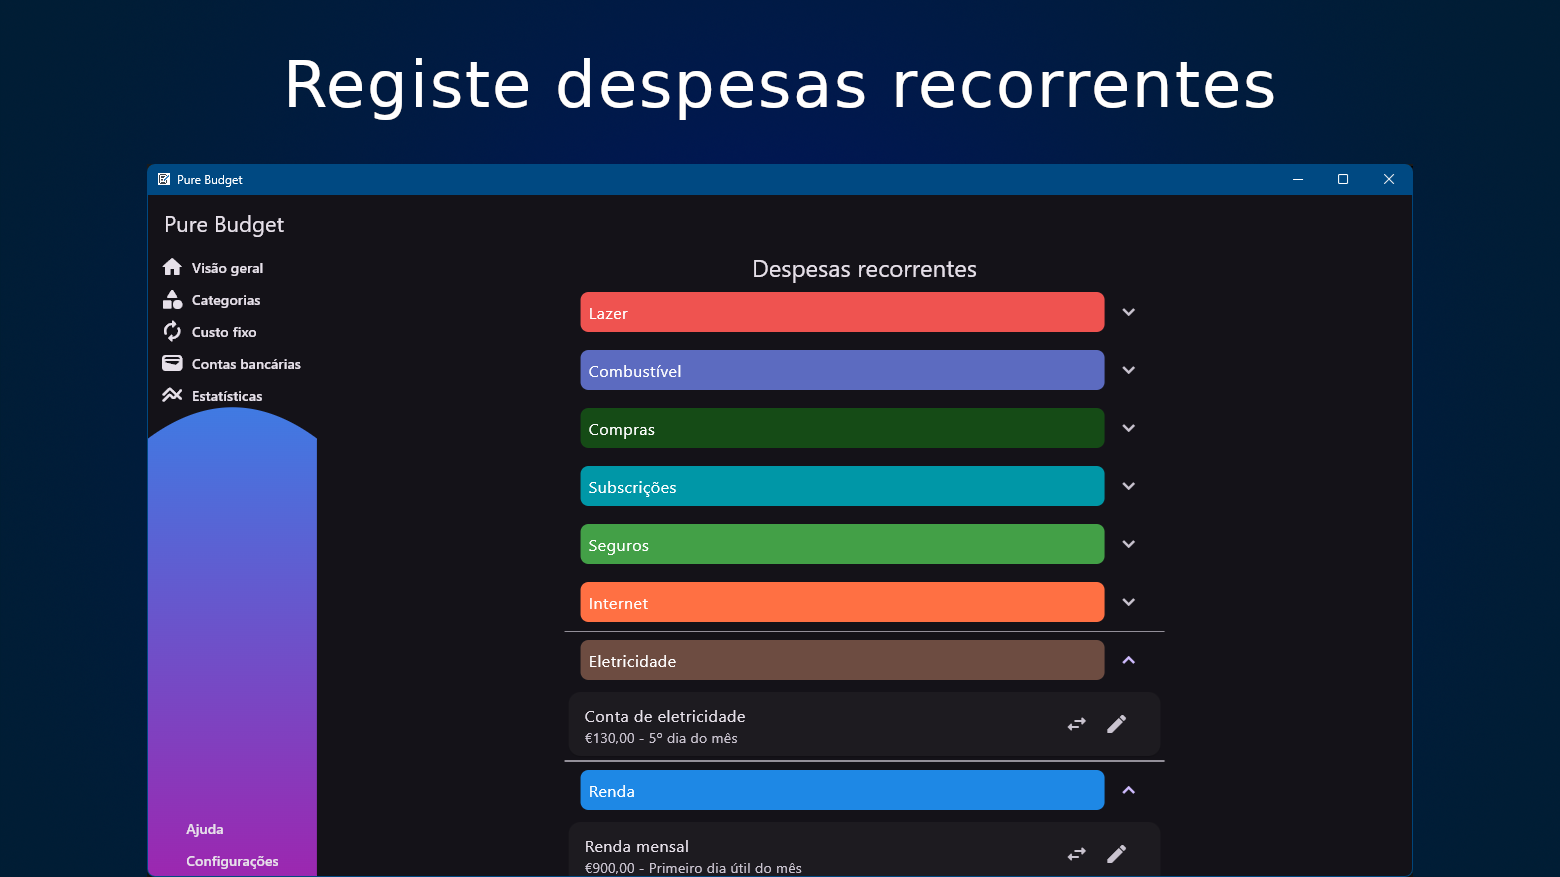 Registe despesas recorrentes
Pure Budget
Pure Budget
Visão geral
Categorias
Custo fixo
Contas bancárias
Estatísticas
Ajuda
Configurações
Despesas recorrentes
Lazer
Combustível
Compras
Subscrições
Seguros
Internet
Eletricidade
Conta de eletricidade
€130,00 - 5º dia do mês
Renda
Renda mensal
€900,00 - Primeiro dia útil do mês